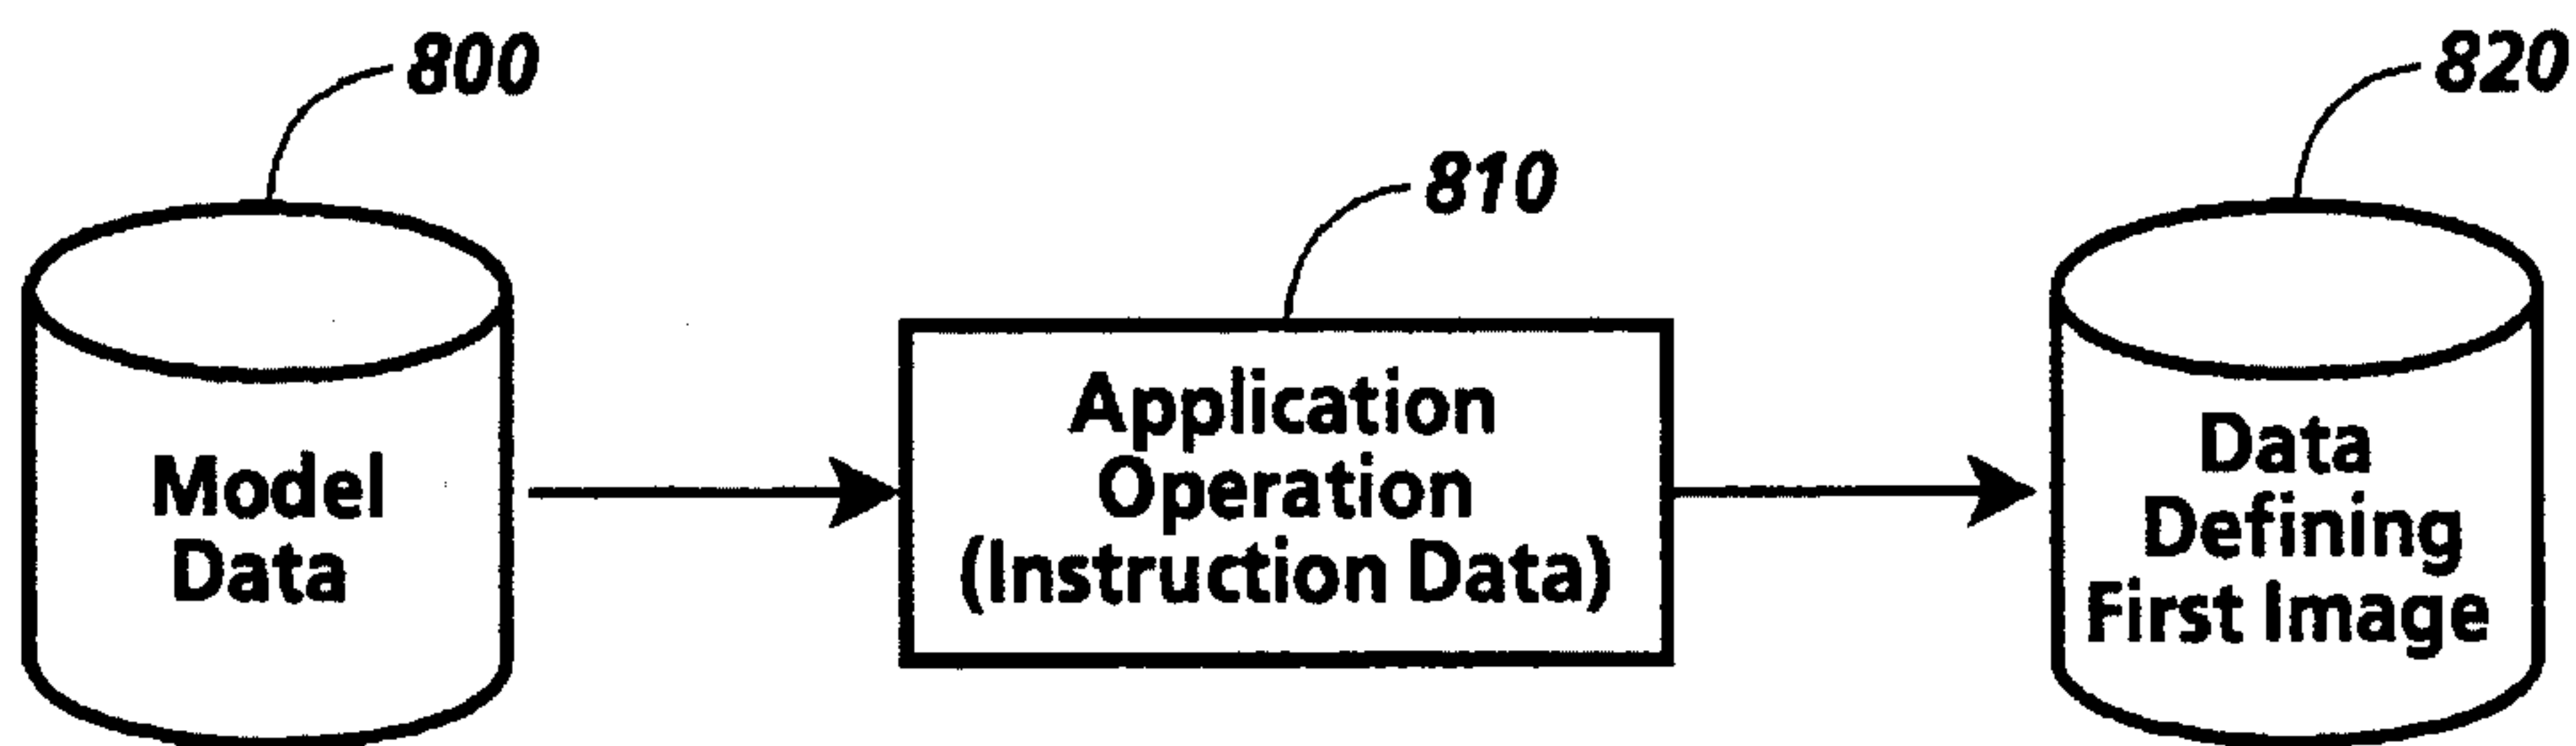 800
810
820
Model
Data
Application
Operation
(Instruction Data)
Data
Defining
First Image